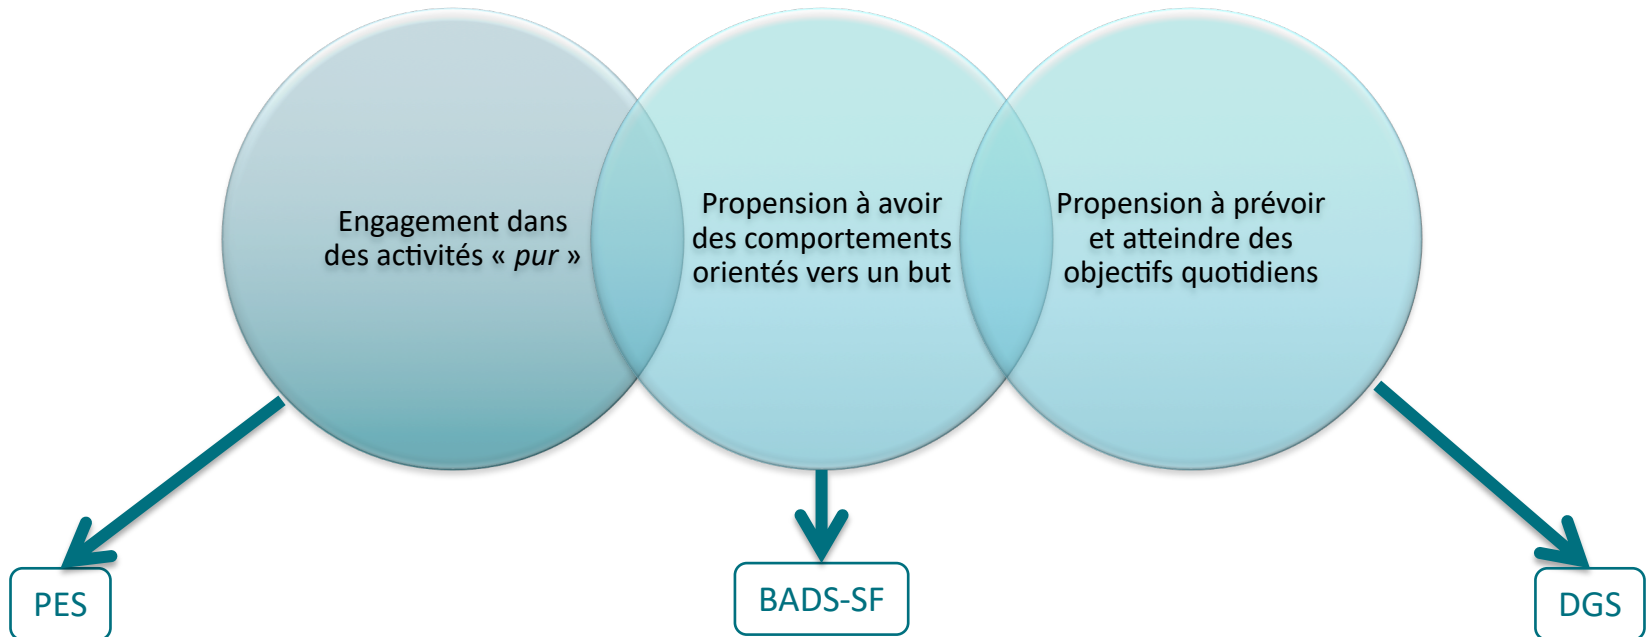 Engagement dans
des activités « pur »
Propension à avoir
des comportements
orientés vers un but
Propension à prévoir
et atteindre des
objectifs quotidiens
PES
BADS-SF
DGS